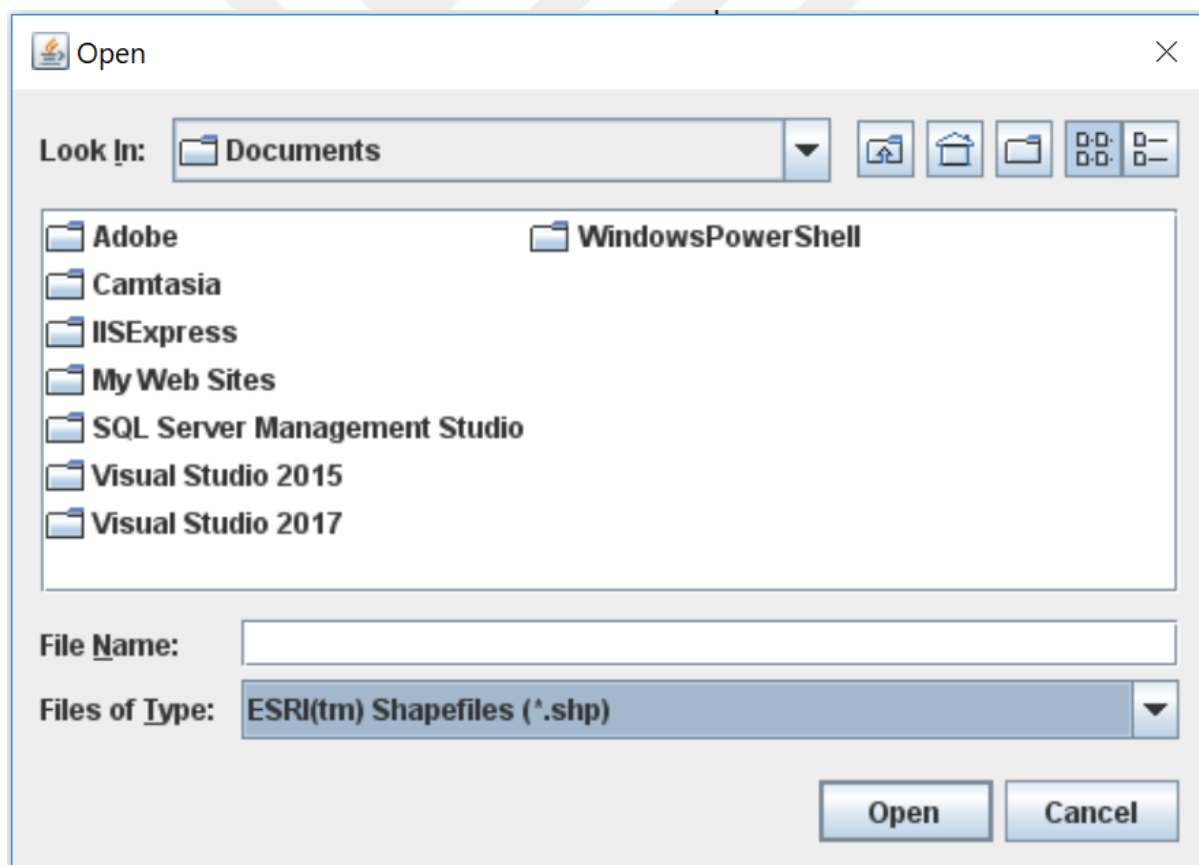 Open
Look In: Documents
Adobe
WindowsPowerShell
Camtasia
IISExpress
My Web Sites
SQL Server Management Studio
Visual Studio 2015
Visual Studio 2017
File Name:
Files of Type: ESRI(tm) Shapefiles (*.shp)
Open Cancel